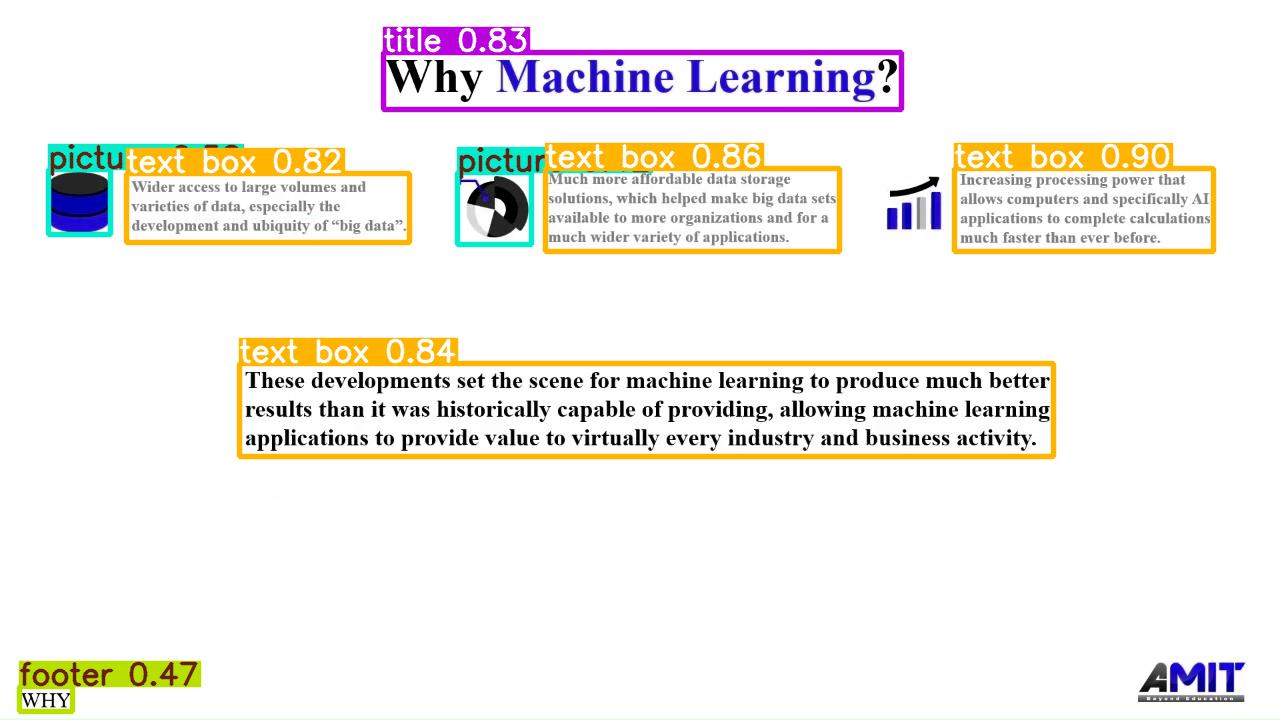 title 0.83
Why Machine Learning?
pictu
text box 0.82
Wider access to large volumes and
varieties of data, especially the
development and ubiquity of “big data”.
pictur
text box 0.86
Much more affordable data storage
solutions, which helped make big data sets
available to more organizations and for a
much wider variety of applications.
text box 0.90
Increasing processing power that
allows computers and specifically AI
applications to complete calculations
much faster than ever before.
text box 0.84
These developments set the scene for machine learning to produce much better
results than it was historically capable of providing, allowing machine learning
applications to provide value to virtually every industry and business activity.
footer 0.47
WHY
AMIT
Beyond Education